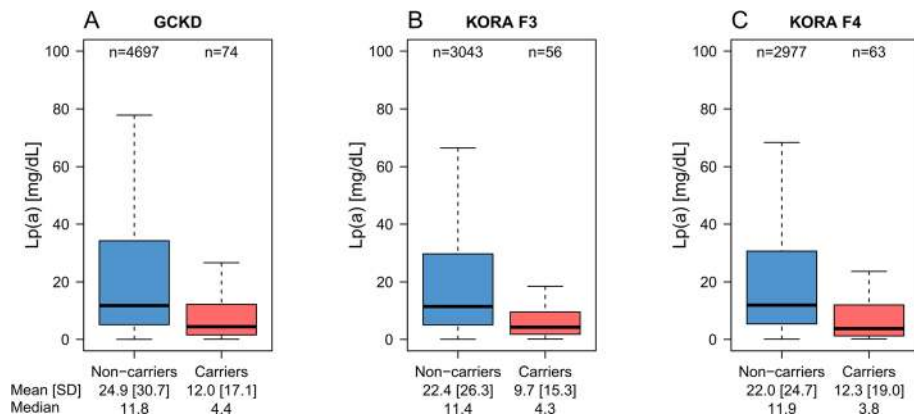 A GCKD
n=4697 n=74
100
80
60
40
20
0
Lp(a) [mg/dL]
Non−carriers Carriers
Mean [SD] 24.9 [30.7] 12.0 [17.1]
Median 11.8 4.4
B KORA F3
n=3043 n=56
100
80
60
40
20
0
Lp(a) [mg/dL]
Non−carriers Carriers
22.4 [26.3] 9.7 [15.3]
11.4 4.3
C KORA F4
n=2977 n=63
100
80
60
40
20
0
Lp(a) [mg/dL]
Non−carriers Carriers
22.0 [24.7] 12.3 [19.0]
11.9 3.8